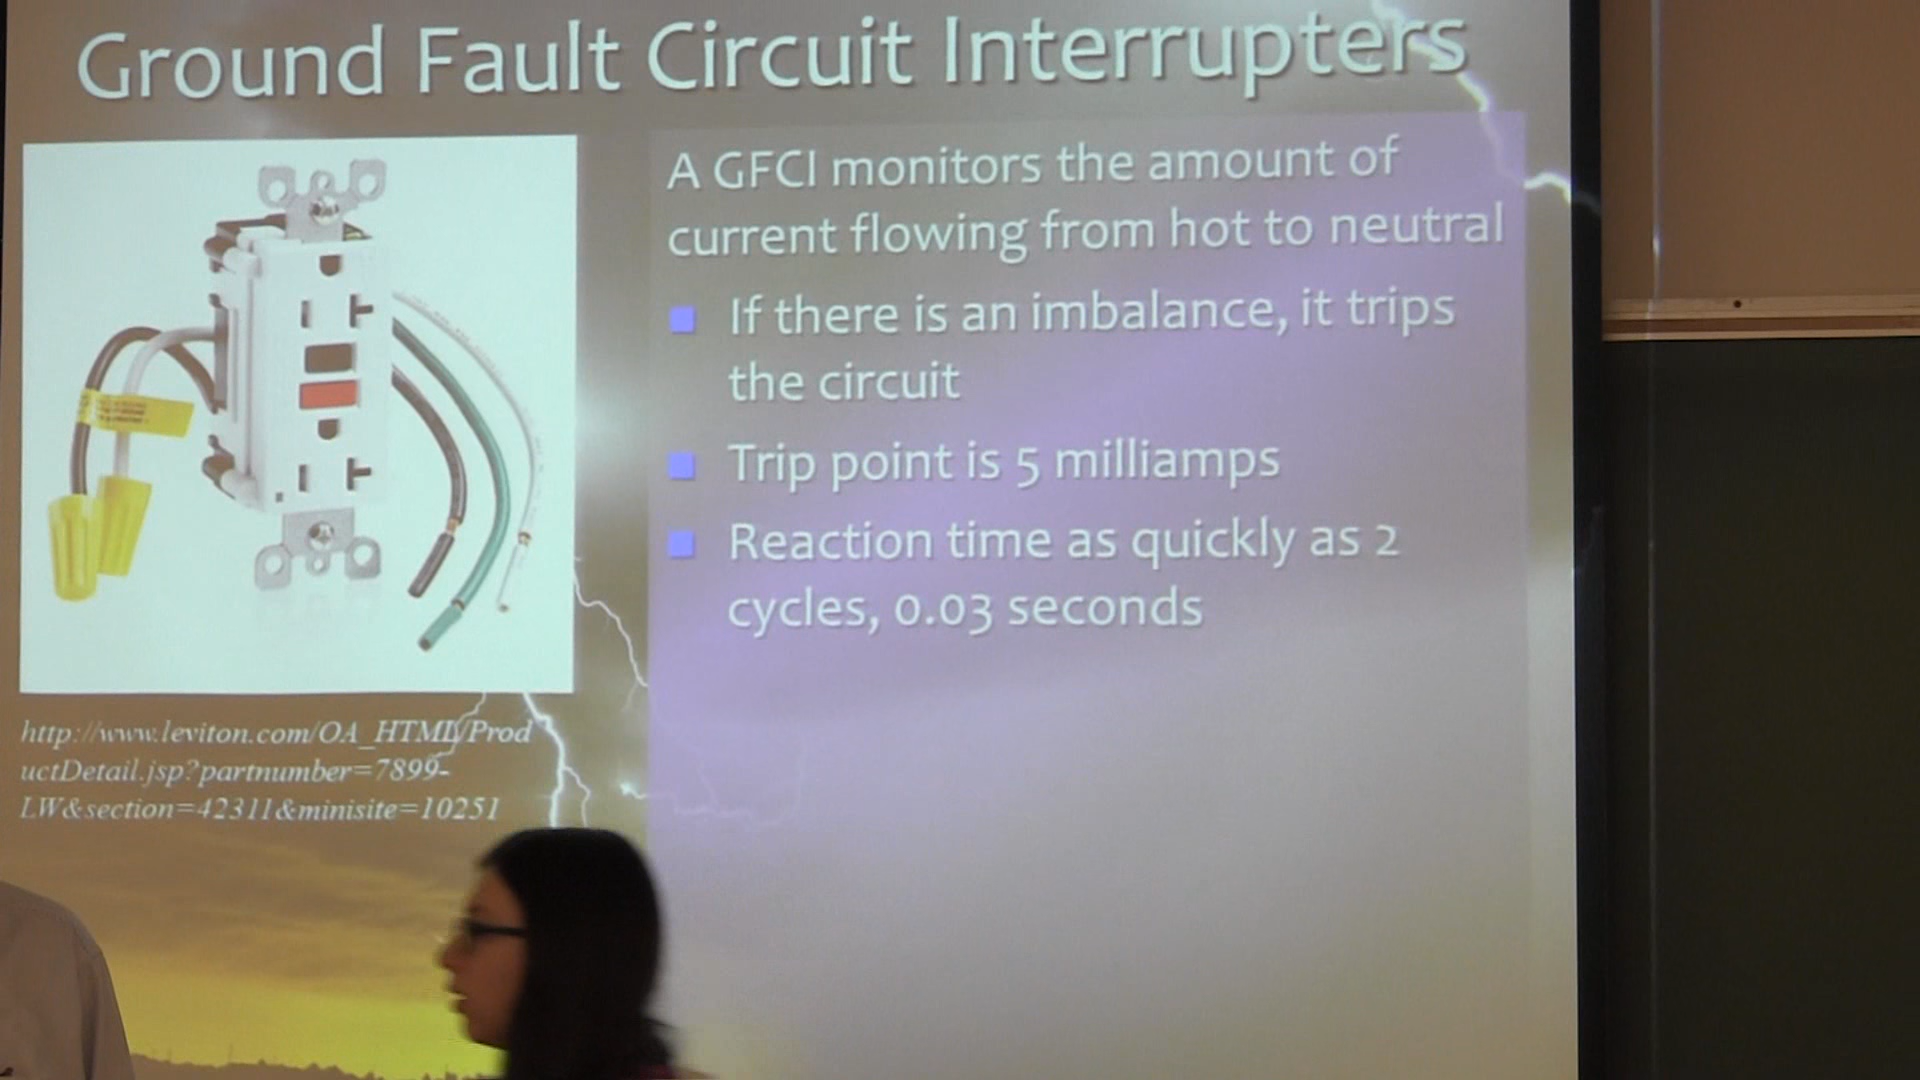 Ground Fault Circuit Interrupters
A GFCI monitors the amount of
current flowing from hot to neutral
If there is an imbalance, it trips
the circuit
Trip point is 5 milliamps
Reaction time as quickly as 2
cycles, 0.03 seconds
http://www.leviton.com/OA_HTML/Prod
uctDetail.jsp?partnumber=7899-
LW&section=42311&minisite=10251